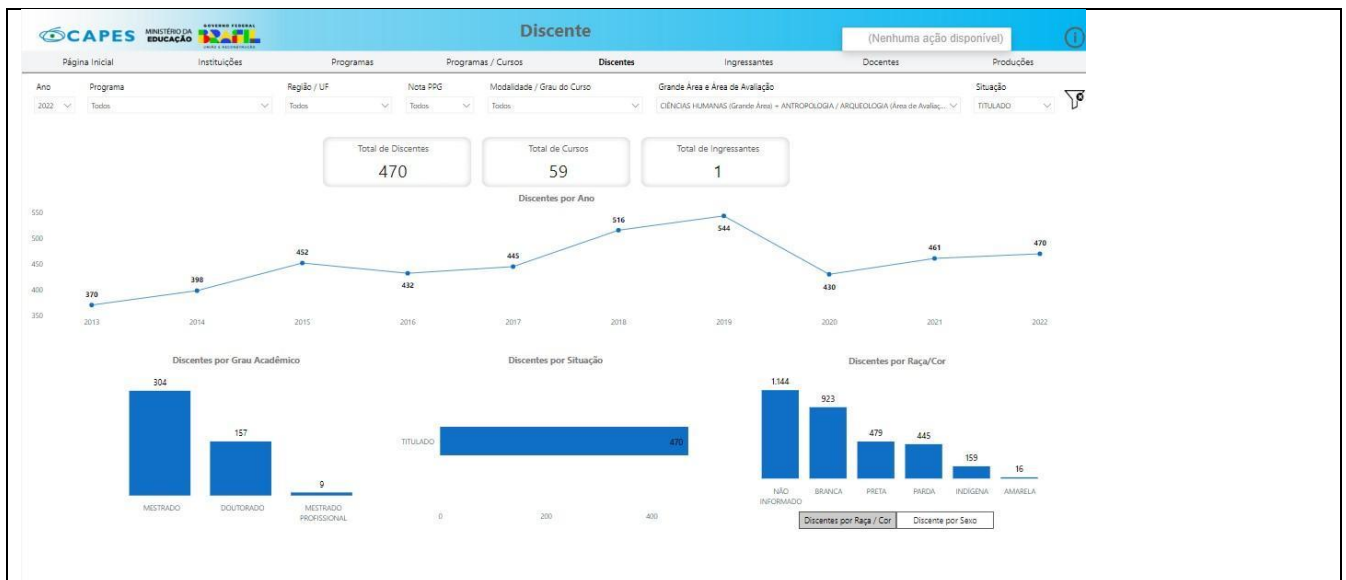 CAPES
MINISTÉRIO DA
EDUCAÇÃO
GOVERNO FEDERAL
BRASIL
UNIÃO E RECONSTRUÇÃO
Discente
(Nenhuma ação disponível)
Página Inicial Instituições Programas Programas / Cursos Discentes Ingressantes Docentes Produções
Ano Programa Região / UF Nota PPG Modalidade / Grau do Curso Grande Área e Área de Avaliação Situação
2022 Todos Todos Todos Todos CIÊNCIAS HUMANAS (Grande Área) + ANTROPOLOGIA / ARQUEOLOGIA (Área de Avaliaç... TITULADO
Total de Discentes Total de Cursos Total de Ingressantes
470 59 1
Discentes por Ano
550
500
450
400
350
370 398 452 432 445 516 544 430 461 470
2013 2014 2015 2016 2017 2018 2019 2020 2021 2022
Discentes por Grau Acadêmico
304 157 9
MESTRADO DOUTORADO MESTRADO
PROFISSIONAL
Discentes por Situação
TITULADO 470
0 200 400
Discentes por Raça/Cor
1.144 923 479 445 159 16
NÃO
INFORMADO BRANCA PRETA PARDA INDÍGENA AMARELA
Discentes por Raça / Cor Discente por Sexo